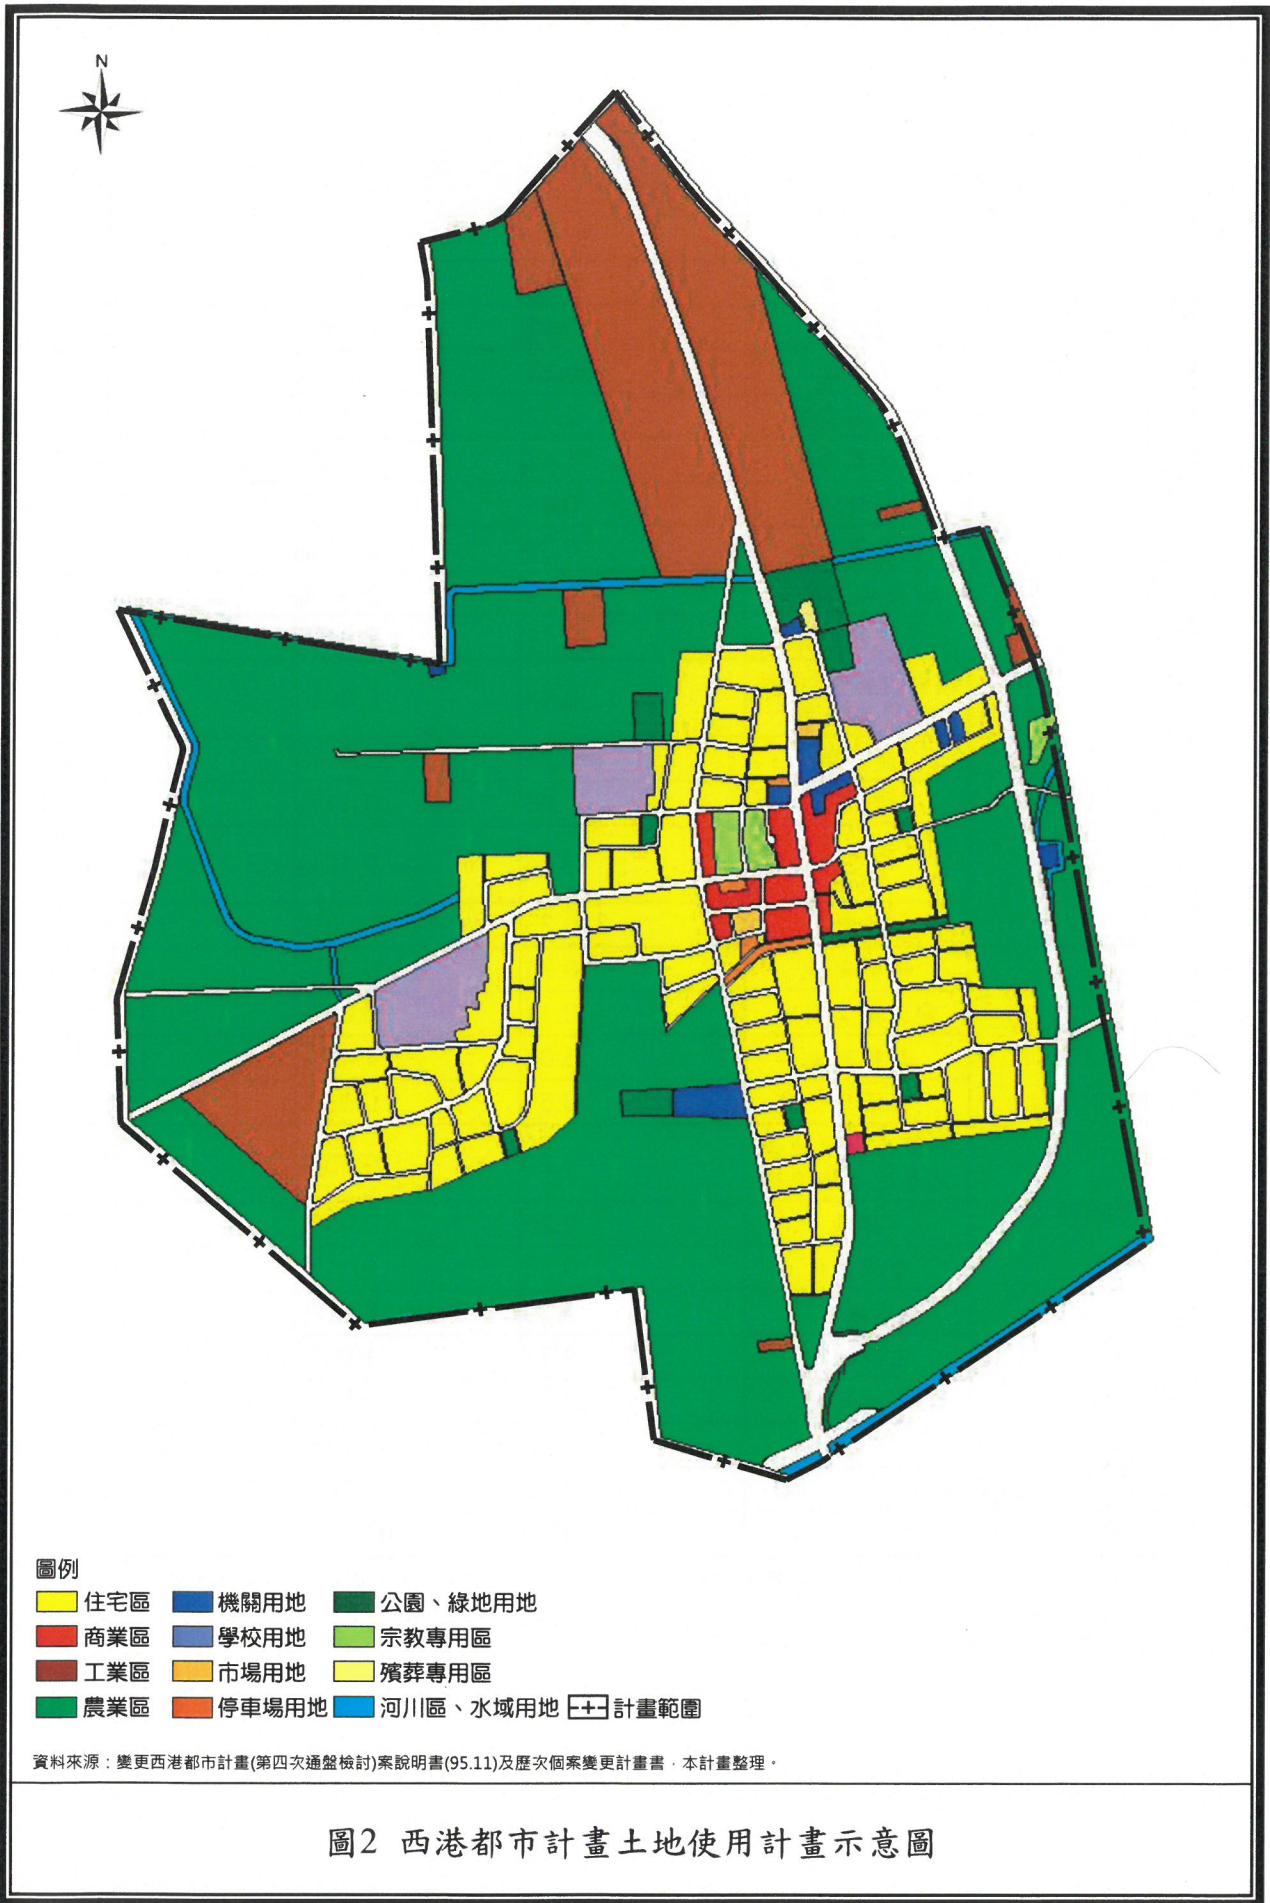 N
圖例
住宅區 機關用地 公園、綠地用地
商業區 學校用地 宗教專用區
工業區 市場用地 殯葬專用區
農業區 停車場用地 河川區、水域用地 計畫範圍
資料來源：變更西港都市計畫(第四次通盤檢討)案說明書(95.11)及歷次個案變更計畫書，本計畫整理。
圖2 西港都市計畫土地使用計畫示意圖